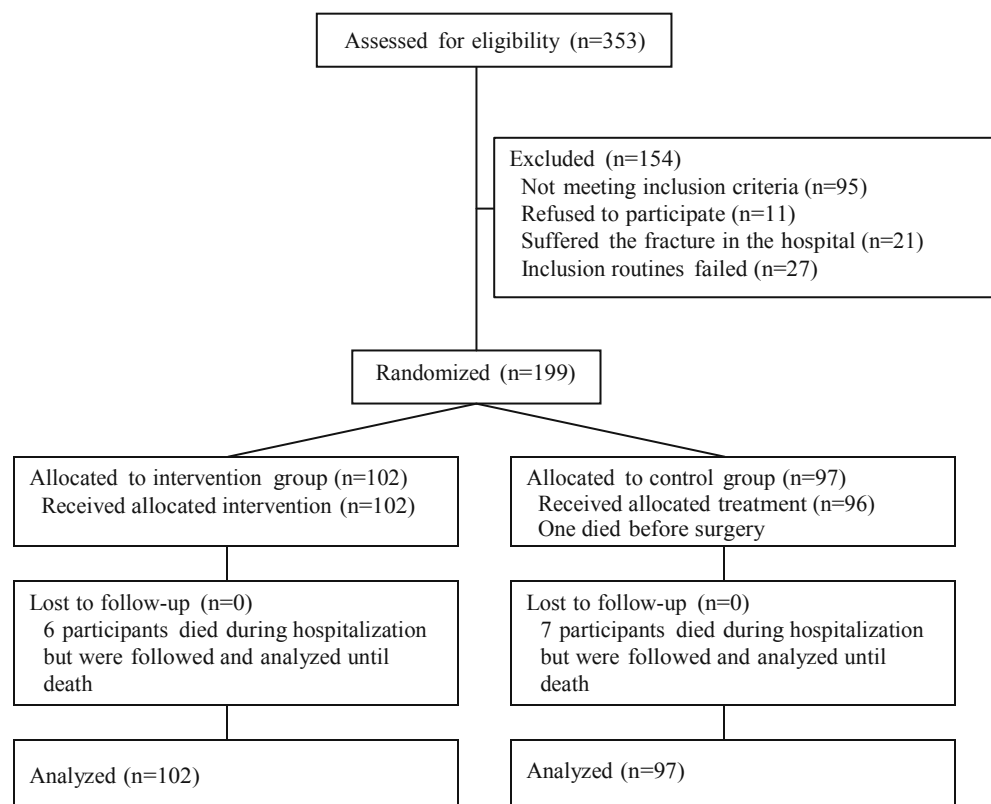 Assessed for eligibility (n=353)
Excluded (n=154)
Not meeting inclusion criteria (n=95)
Refused to participate (n=11)
Suffered the fracture in the hospital (n=21)
Inclusion routines failed (n=27)
Randomized (n=199)
Allocated to intervention group (n=102)
Received allocated intervention (n=102)
Allocated to control group (n=97)
Received allocated treatment (n=96)
One died before surgery
Lost to follow-up (n=0)
6 participants died during hospitalization
but were followed and analyzed until
death
Lost to follow-up (n=0)
7 participants died during hospitalization
but were followed and analyzed until
death
Analyzed (n=102)
Analyzed (n=97)